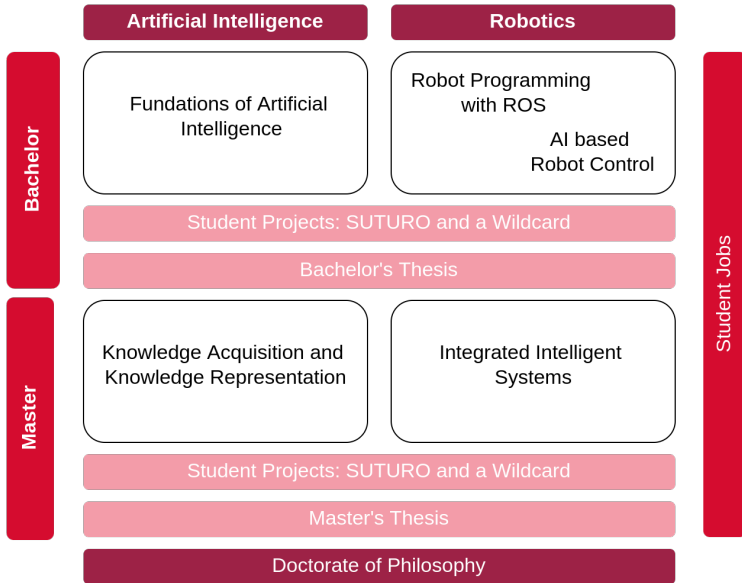 Artificial Intelligence
Robotics
Bachelor
Fundations of Artificial
Intelligence
Robot Programming
with ROS
AI based
Robot Control
Student Projects: SUTURO and a Wildcard
Bachelor's Thesis
Student Jobs
Master
Knowledge Acquisition and
Knowledge Representation
Integrated Intelligent
Systems
Student Projects: SUTURO and a Wildcard
Master's Thesis
Doctorate of Philosophy